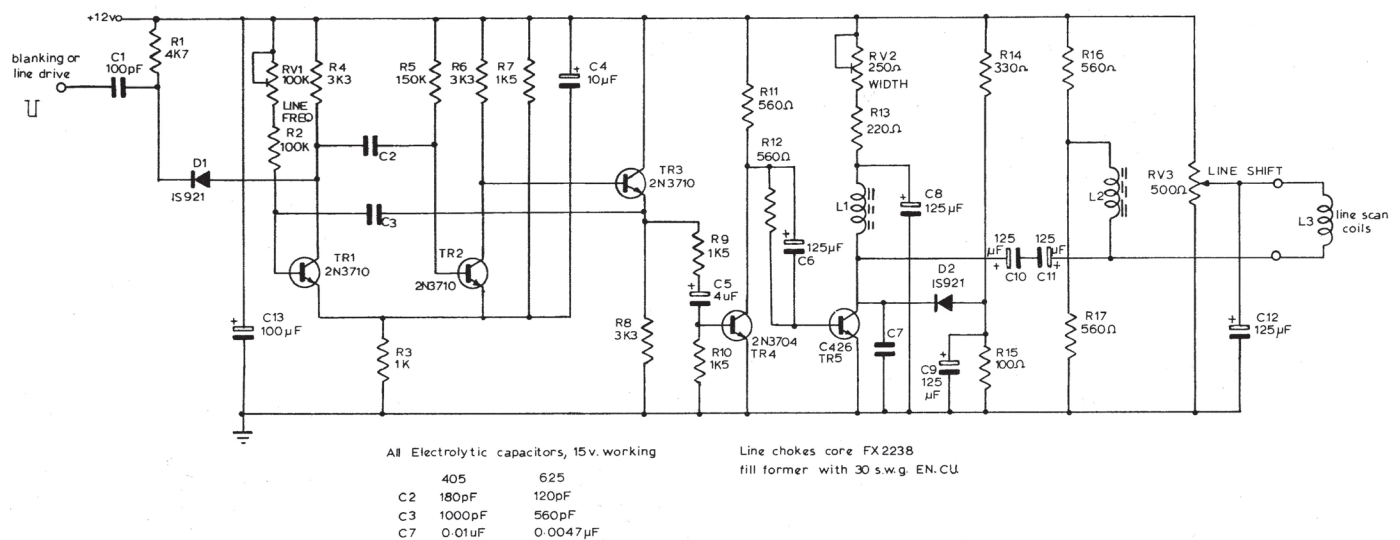 +12v
blanking or
line drive
C1
100pF
R1
4K7
D1
IS921
RV1
100K
LINE
FREQ
R2
100K
R4
3K3
C2
C3
TR1
2N3710
C13
100µF
R3
1K
R5
150K
R6
3K3
R7
1K5
C4
10µF
TR2
2N3710
TR3
2N3710
R8
3K3
R9
1K5
C5
4uF
R10
1K5
R11
560Ω
R12
560Ω
125µF
C6
2N3704
TR4
RV2
250Ω
WIDTH
R13
220Ω
L1
C8
125µF
C426
TR5
C7
D2
IS921
C9
125
µF
R14
330Ω
R15
100Ω
125
µF
C10
125
µF
C11
R16
560Ω
L2
R17
560Ω
RV3
500Ω
LINE SHIFT
L3
line scan
coils
C12
125µF
All Electrolytic capacitors, 15v. working
405 625
C2 180pF 120pF
C3 1000pF 560pF
C7 0·01uF 0·0047µF
Line chokes core FX2238
fill former with 30 s.w.g. EN.CU.